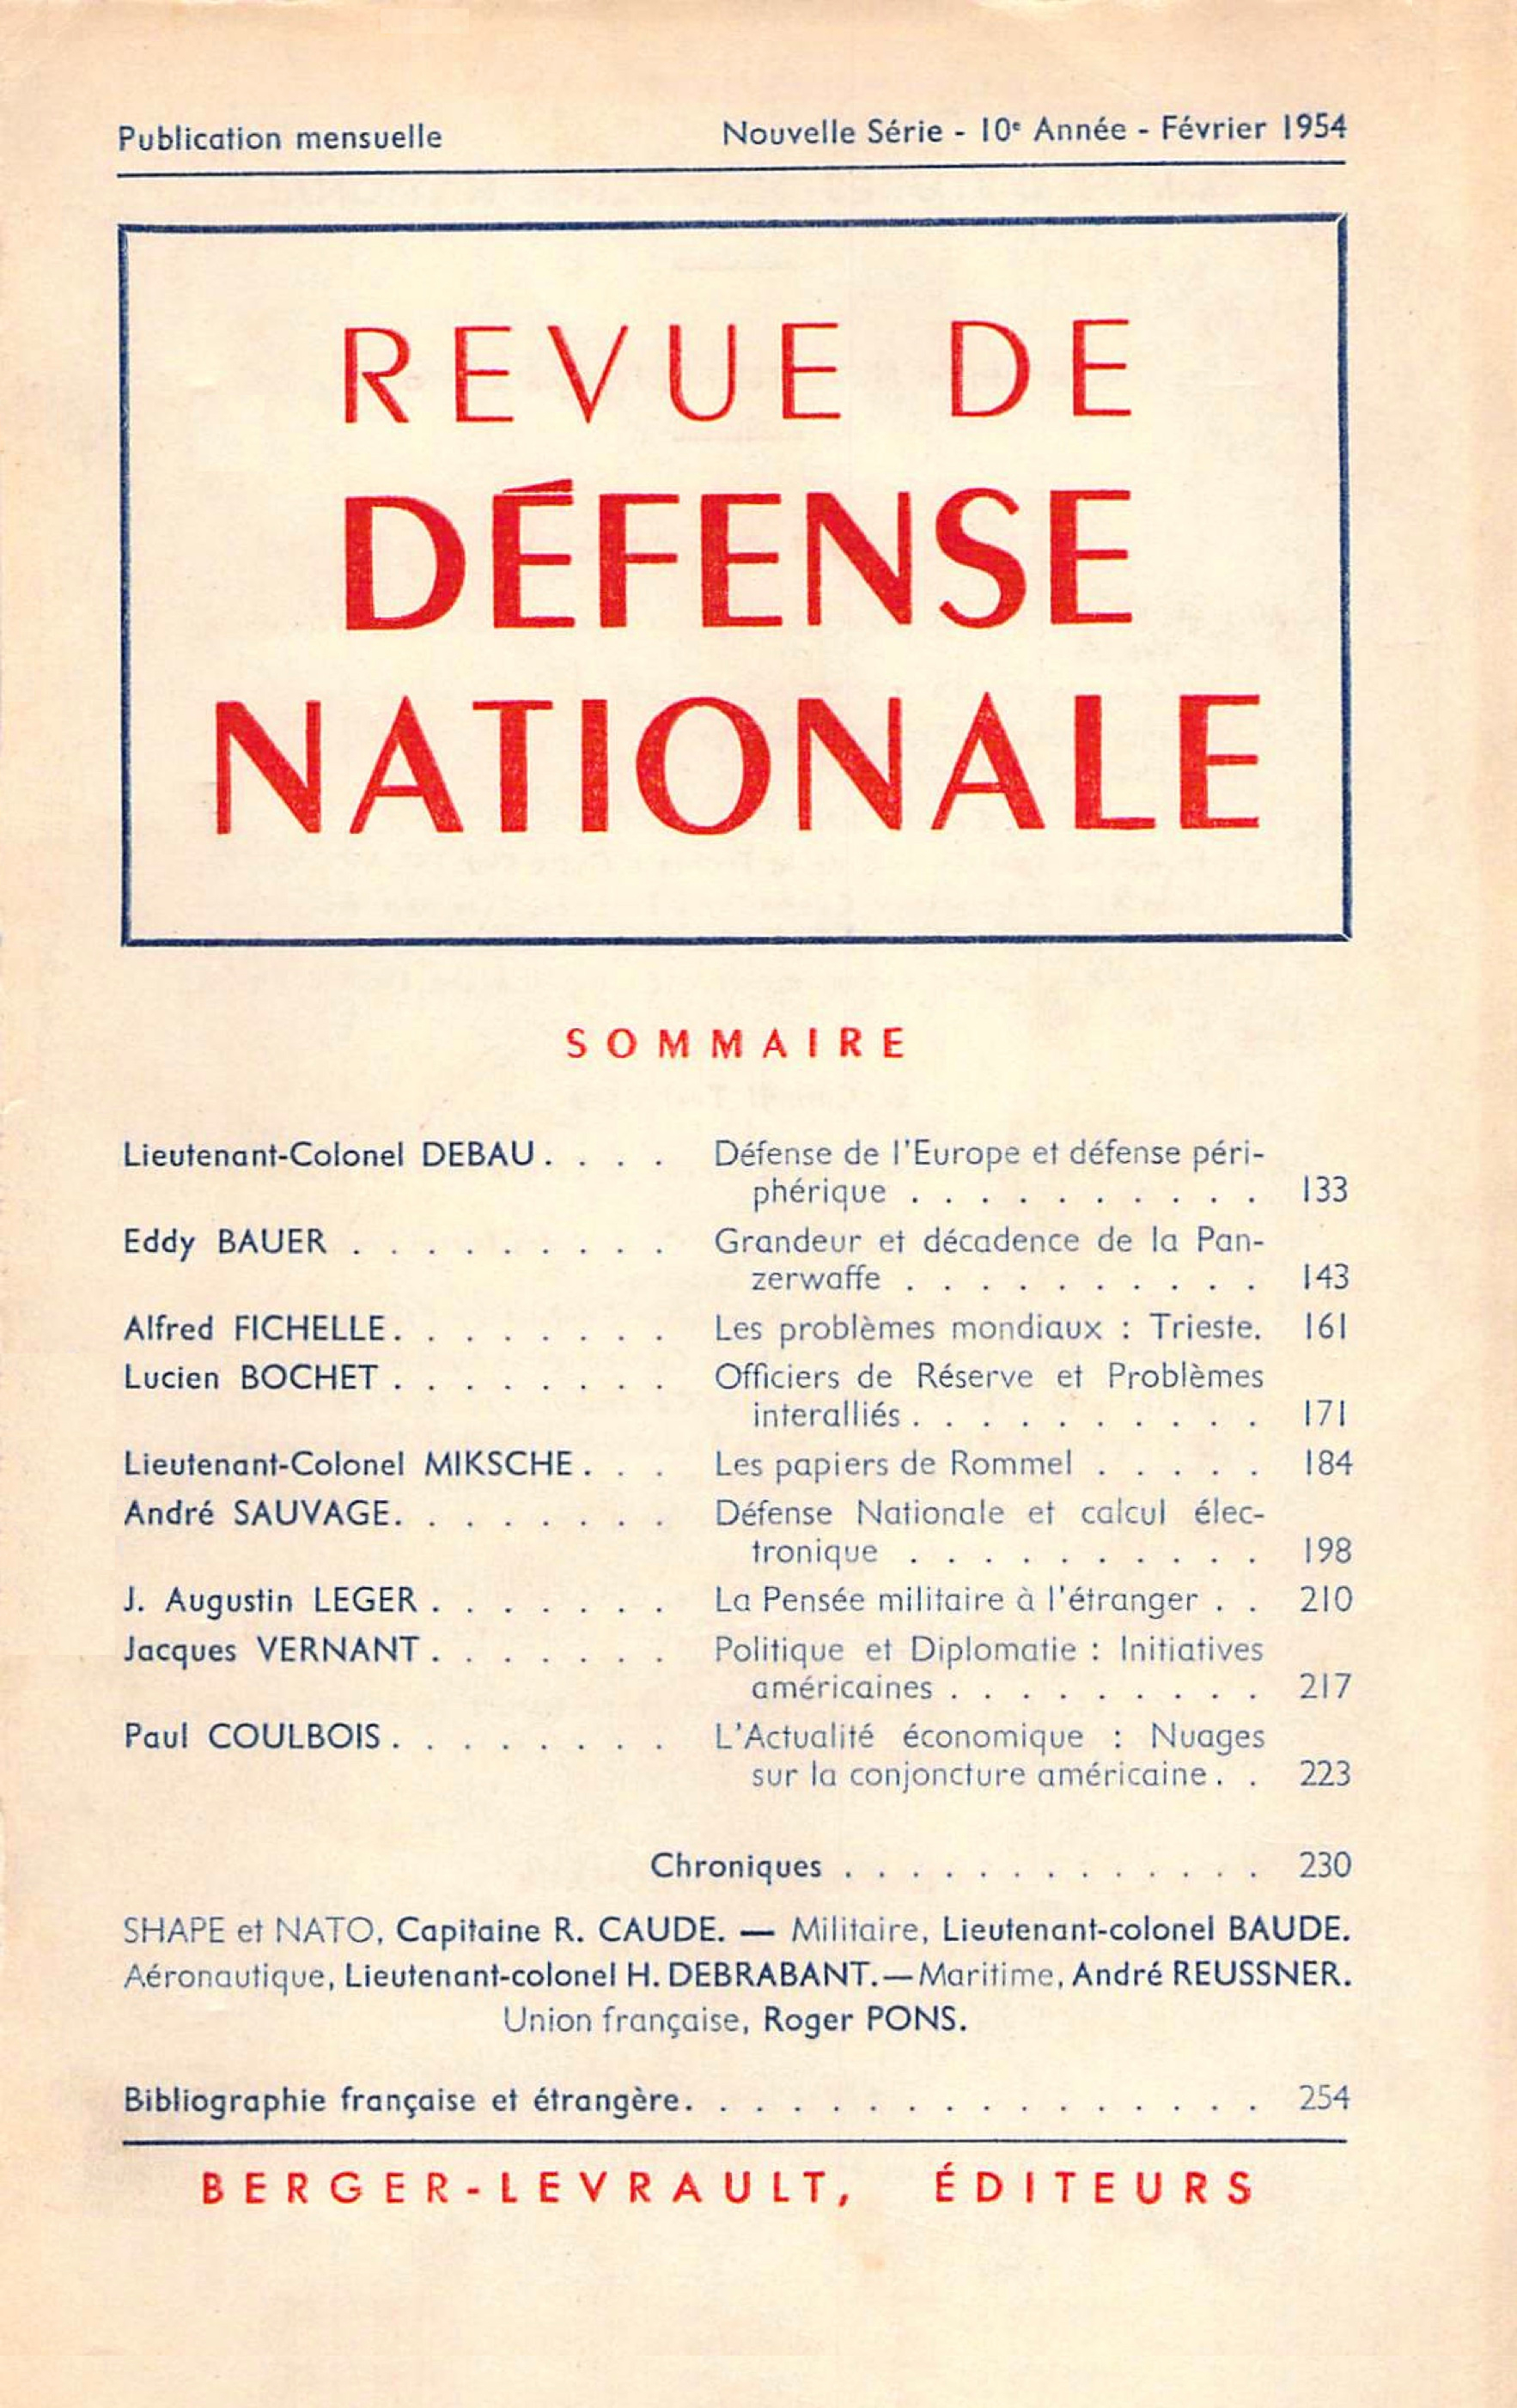 Publication mensuelle Nouvelle Série - 10e Année - Février 1954
REVUE DE
DÉFENSE
NATIONALE
SOMMAIRE
Lieutenant-Colonel DEBAU. . . . Défense de l'Europe et défense péri-
phérique . . . . . . . . . . 133
Eddy BAUER . . . . . . . . . Grandeur et décadence de la Pan-
zerwaffe . . . . . . . . . . 143
Alfred FICHELLE. . . . . . . . Les problèmes mondiaux : Trieste. 161
Lucien BOCHET . . . . . . . . Officiers de Réserve et Problèmes
interalliés . . . . . . . . . . 171
Lieutenant-Colonel MIKSCHE . . . Les papiers de Rommel . . . . . 184
André SAUVAGE. . . . . . . . Défense Nationale et calcul élec-
tronique . . . . . . . . . . 198
J. Augustin LEGER . . . . . . . La Pensée militaire à l'étranger . . 210
Jacques VERNANT . . . . . . . Politique et Diplomatie : Initiatives
américaines . . . . . . . . . 217
Paul COULBOIS . . . . . . . . L'Actualité économique : Nuages
sur la conjoncture américaine . . 223
Chroniques . . . . . . . . . . . . . 230
SHAPE et NATO, Capitaine R. CAUDE. — Militaire, Lieutenant-colonel BAUDE.
Aéronautique, Lieutenant-colonel H. DEBRABANT.—Maritime, André REUSSNER.
Union française, Roger PONS.
Bibliographie française et étrangère. . . . . . . . . . . . . . . . 254
BERGER-LEVRAULT, ÉDITEURS